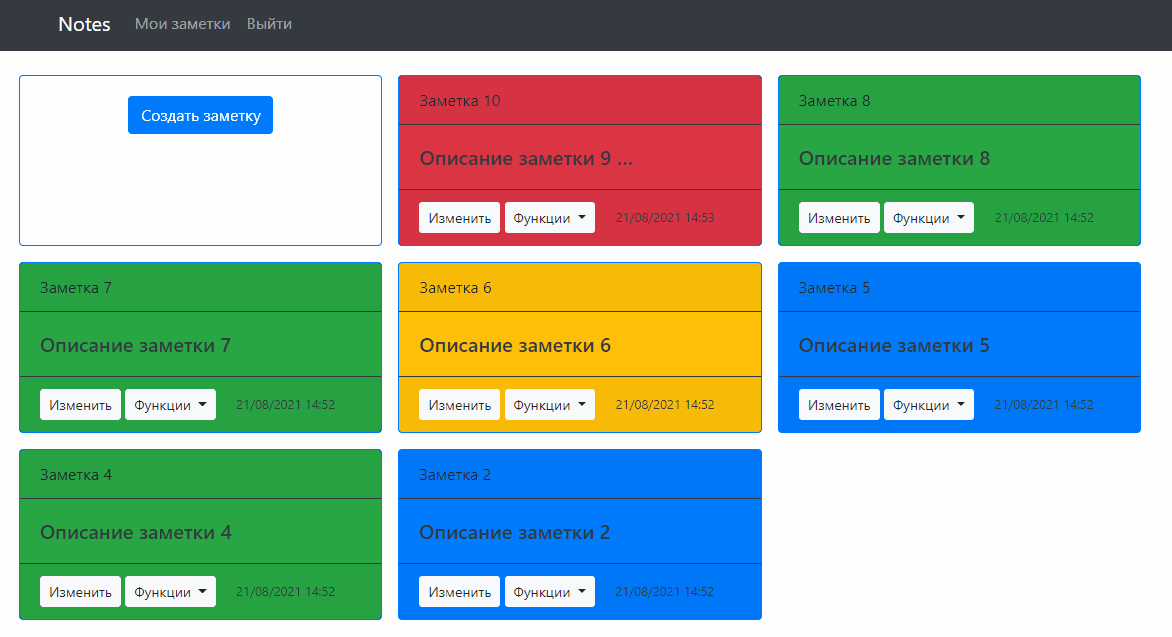 Notes Мои заметки Выйти
Создать заметку
Заметка 10
Описание заметки 9 ...
Изменить Функции 21/08/2021 14:53
Заметка 8
Описание заметки 8
Изменить Функции 21/08/2021 14:52
Заметка 7
Описание заметки 7
Изменить Функции 21/08/2021 14:52
Заметка 6
Описание заметки 6
Изменить Функции 21/08/2021 14:52
Заметка 5
Описание заметки 5
Изменить Функции 21/08/2021 14:52
Заметка 4
Описание заметки 4
Изменить Функции 21/08/2021 14:52
Заметка 2
Описание заметки 2
Изменить Функции 21/08/2021 14:52